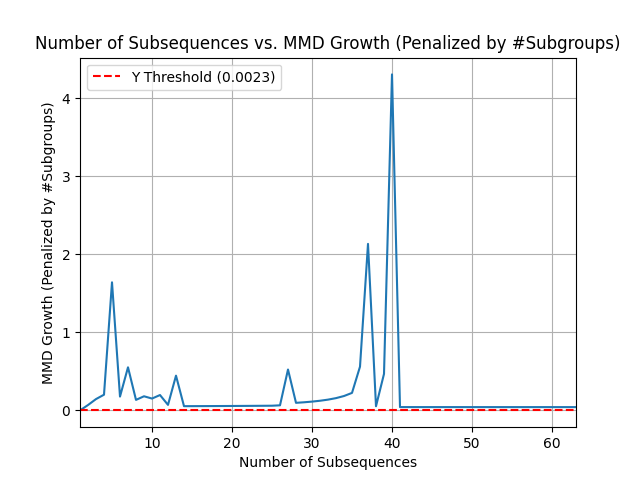 Number of Subsequences vs. MMD Growth (Penalized by #Subgroups)
Y Threshold (0.0023)
MMD Growth (Penalized by #Subgroups)
4
3
2
1
0
10 20 30 40 50 60
Number of Subsequences